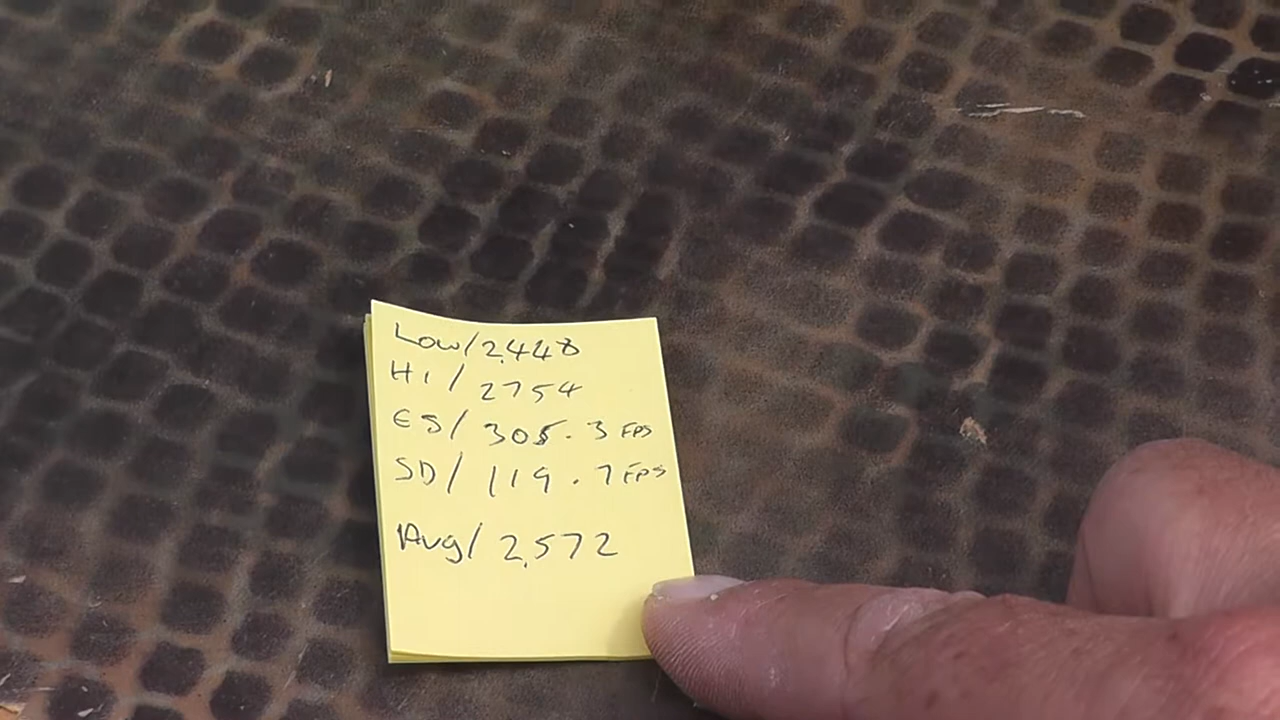 Low/2,448
Hi/2754
ES/305.3 FPS
SD/119.7 FPS
Avg/2,572